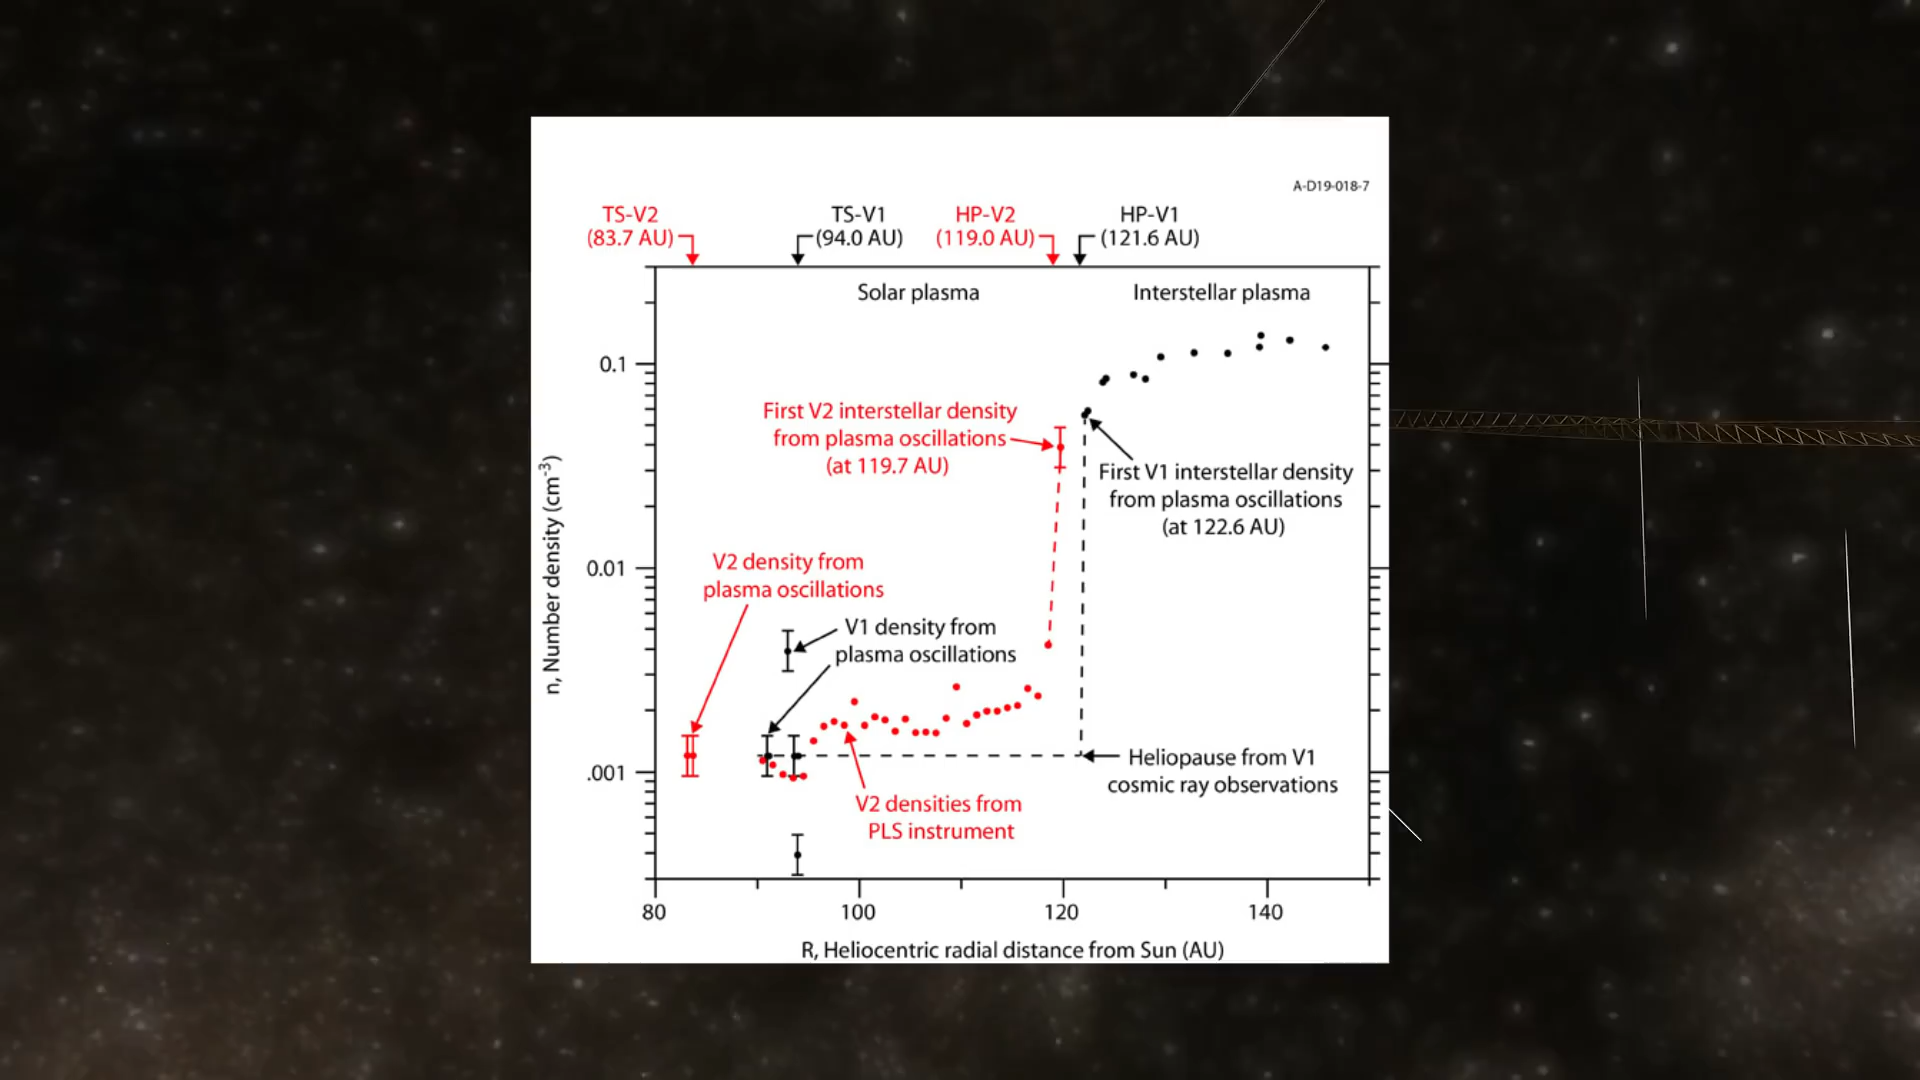 A-D19-018-7
TS-V2
(83.7 AU)
TS-V1
(94.0 AU)
HP-V2
(119.0 AU)
HP-V1
(121.6 AU)
Solar plasma
Interstellar plasma
0.1
First V2 interstellar density
from plasma oscillations
(at 119.7 AU)
First V1 interstellar density
from plasma oscillations
(at 122.6 AU)
n, Number density (cm⁻³)
0.01
V2 density from
plasma oscillations
V1 density from
plasma oscillations
.001
Heliopause from V1
cosmic ray observations
V2 densities from
PLS instrument
80
100
120
140
R, Heliocentric radial distance from Sun (AU)